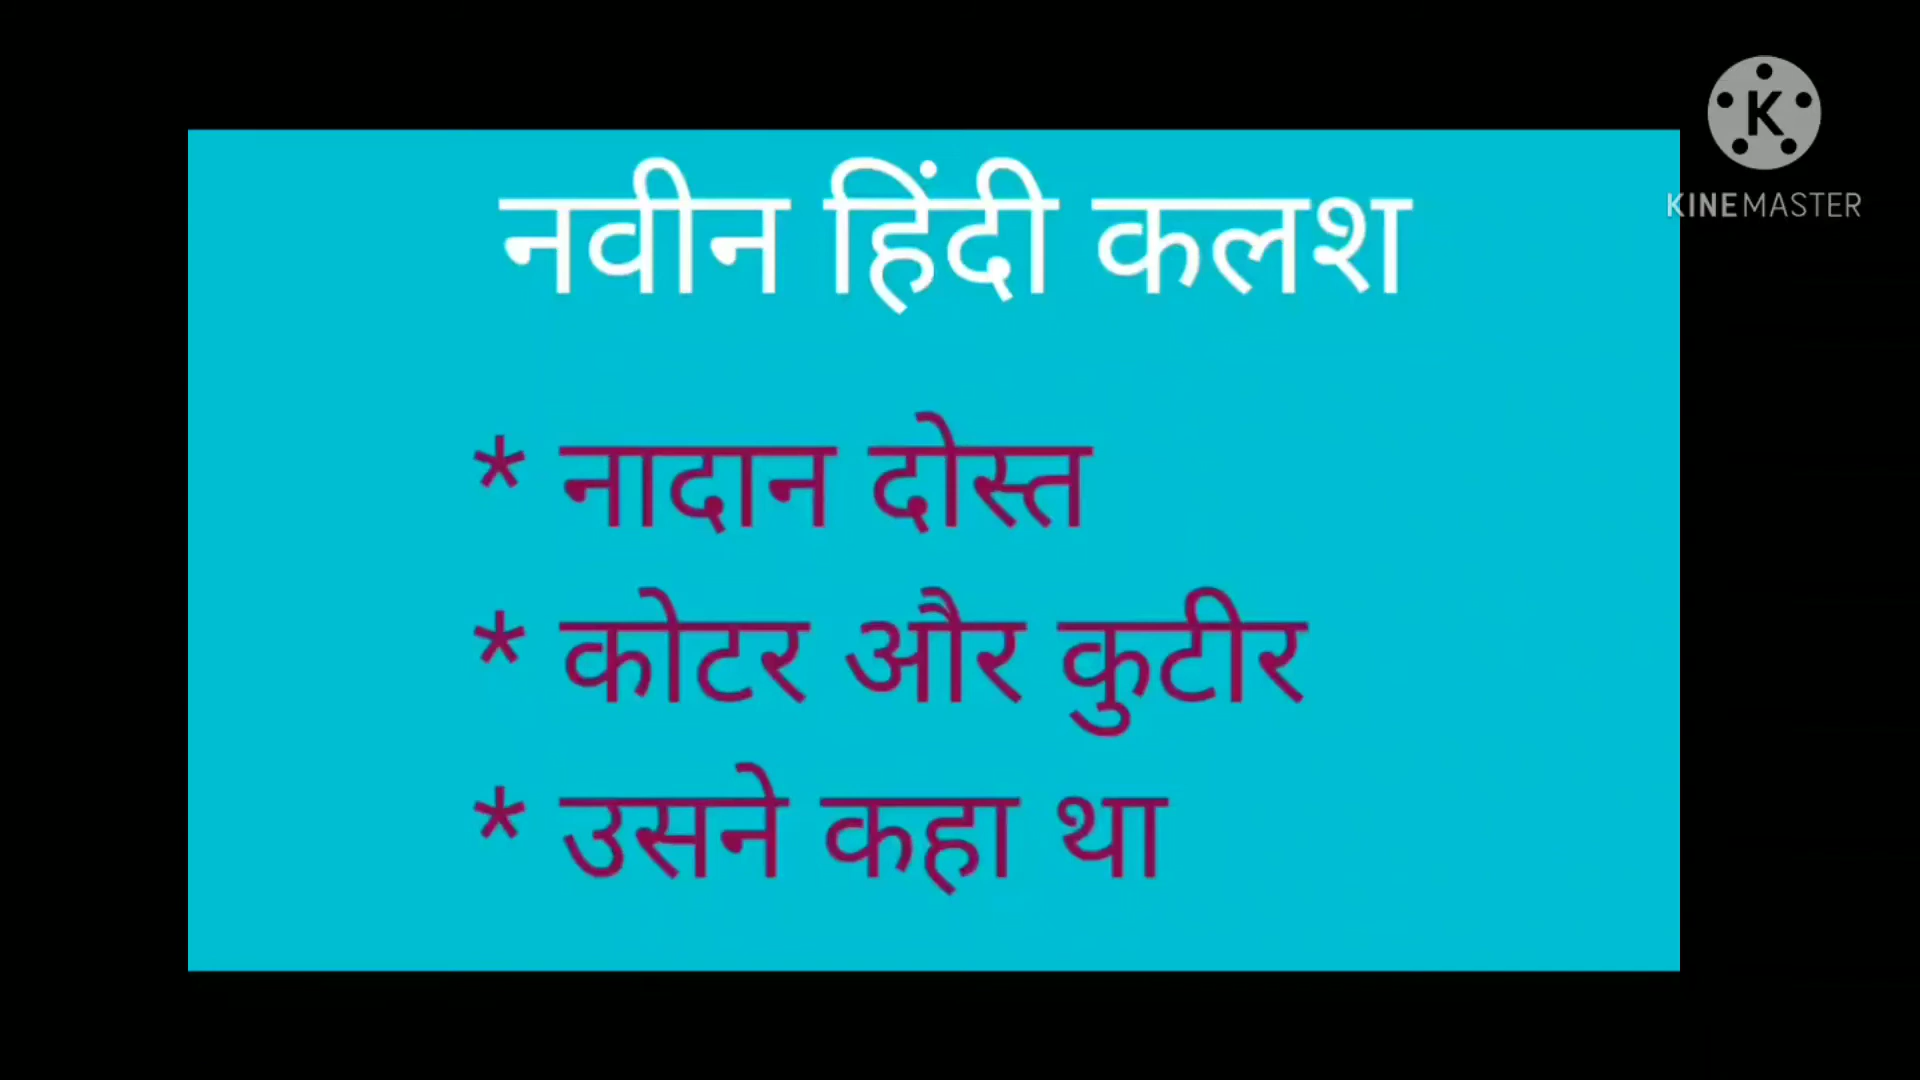 नवीन हिंदी कलश
K
KINEMASTER
* नादान दोस्त
* कोटर और कुटीर
* उसने कहा था